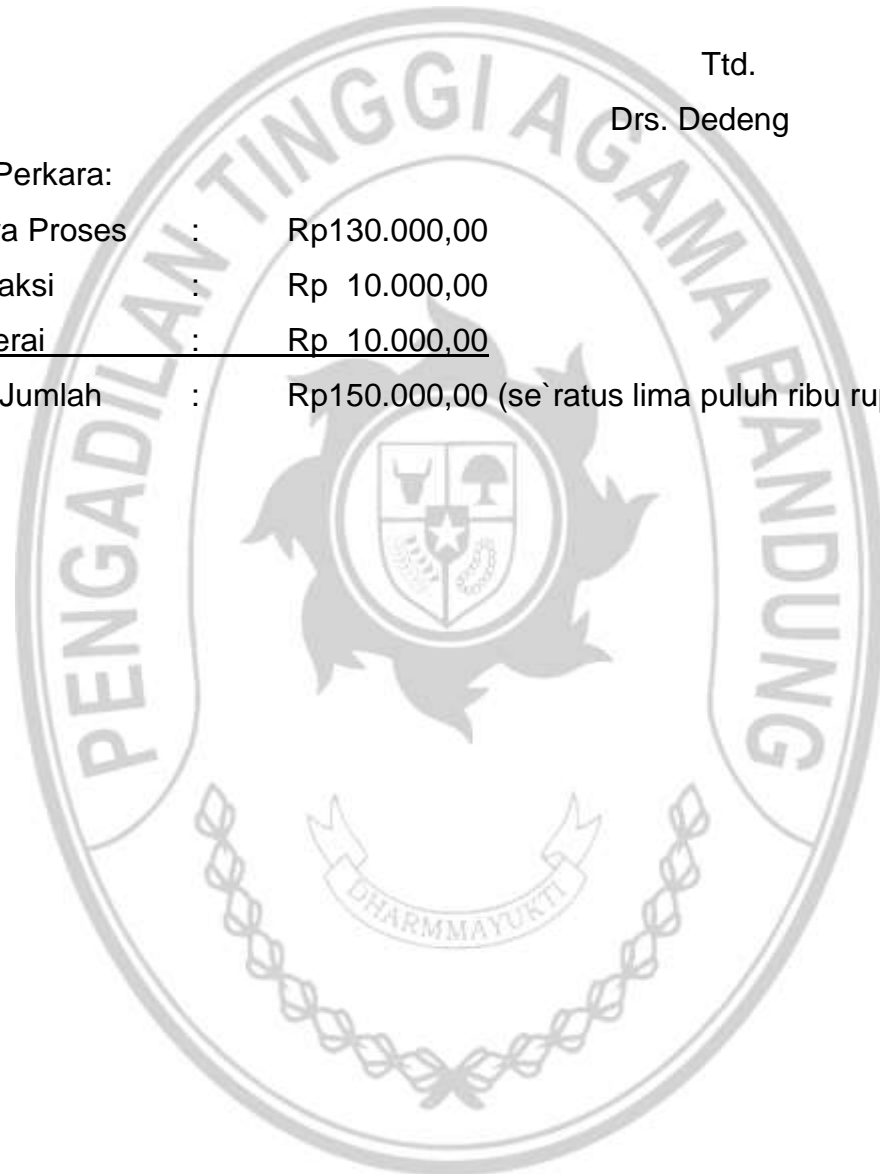 Ttd.
Drs. Dedeng
Perkara:
a Proses : Rp130.000,00
aksi : Rp 10.000,00
erai : Rp 10.000,00
Jumlah : Rp150.000,00 (se`ratus lima puluh ribu ru
PENGADILAN TINGGI AGAMA BANDUNG
DHARMMAYUKTI